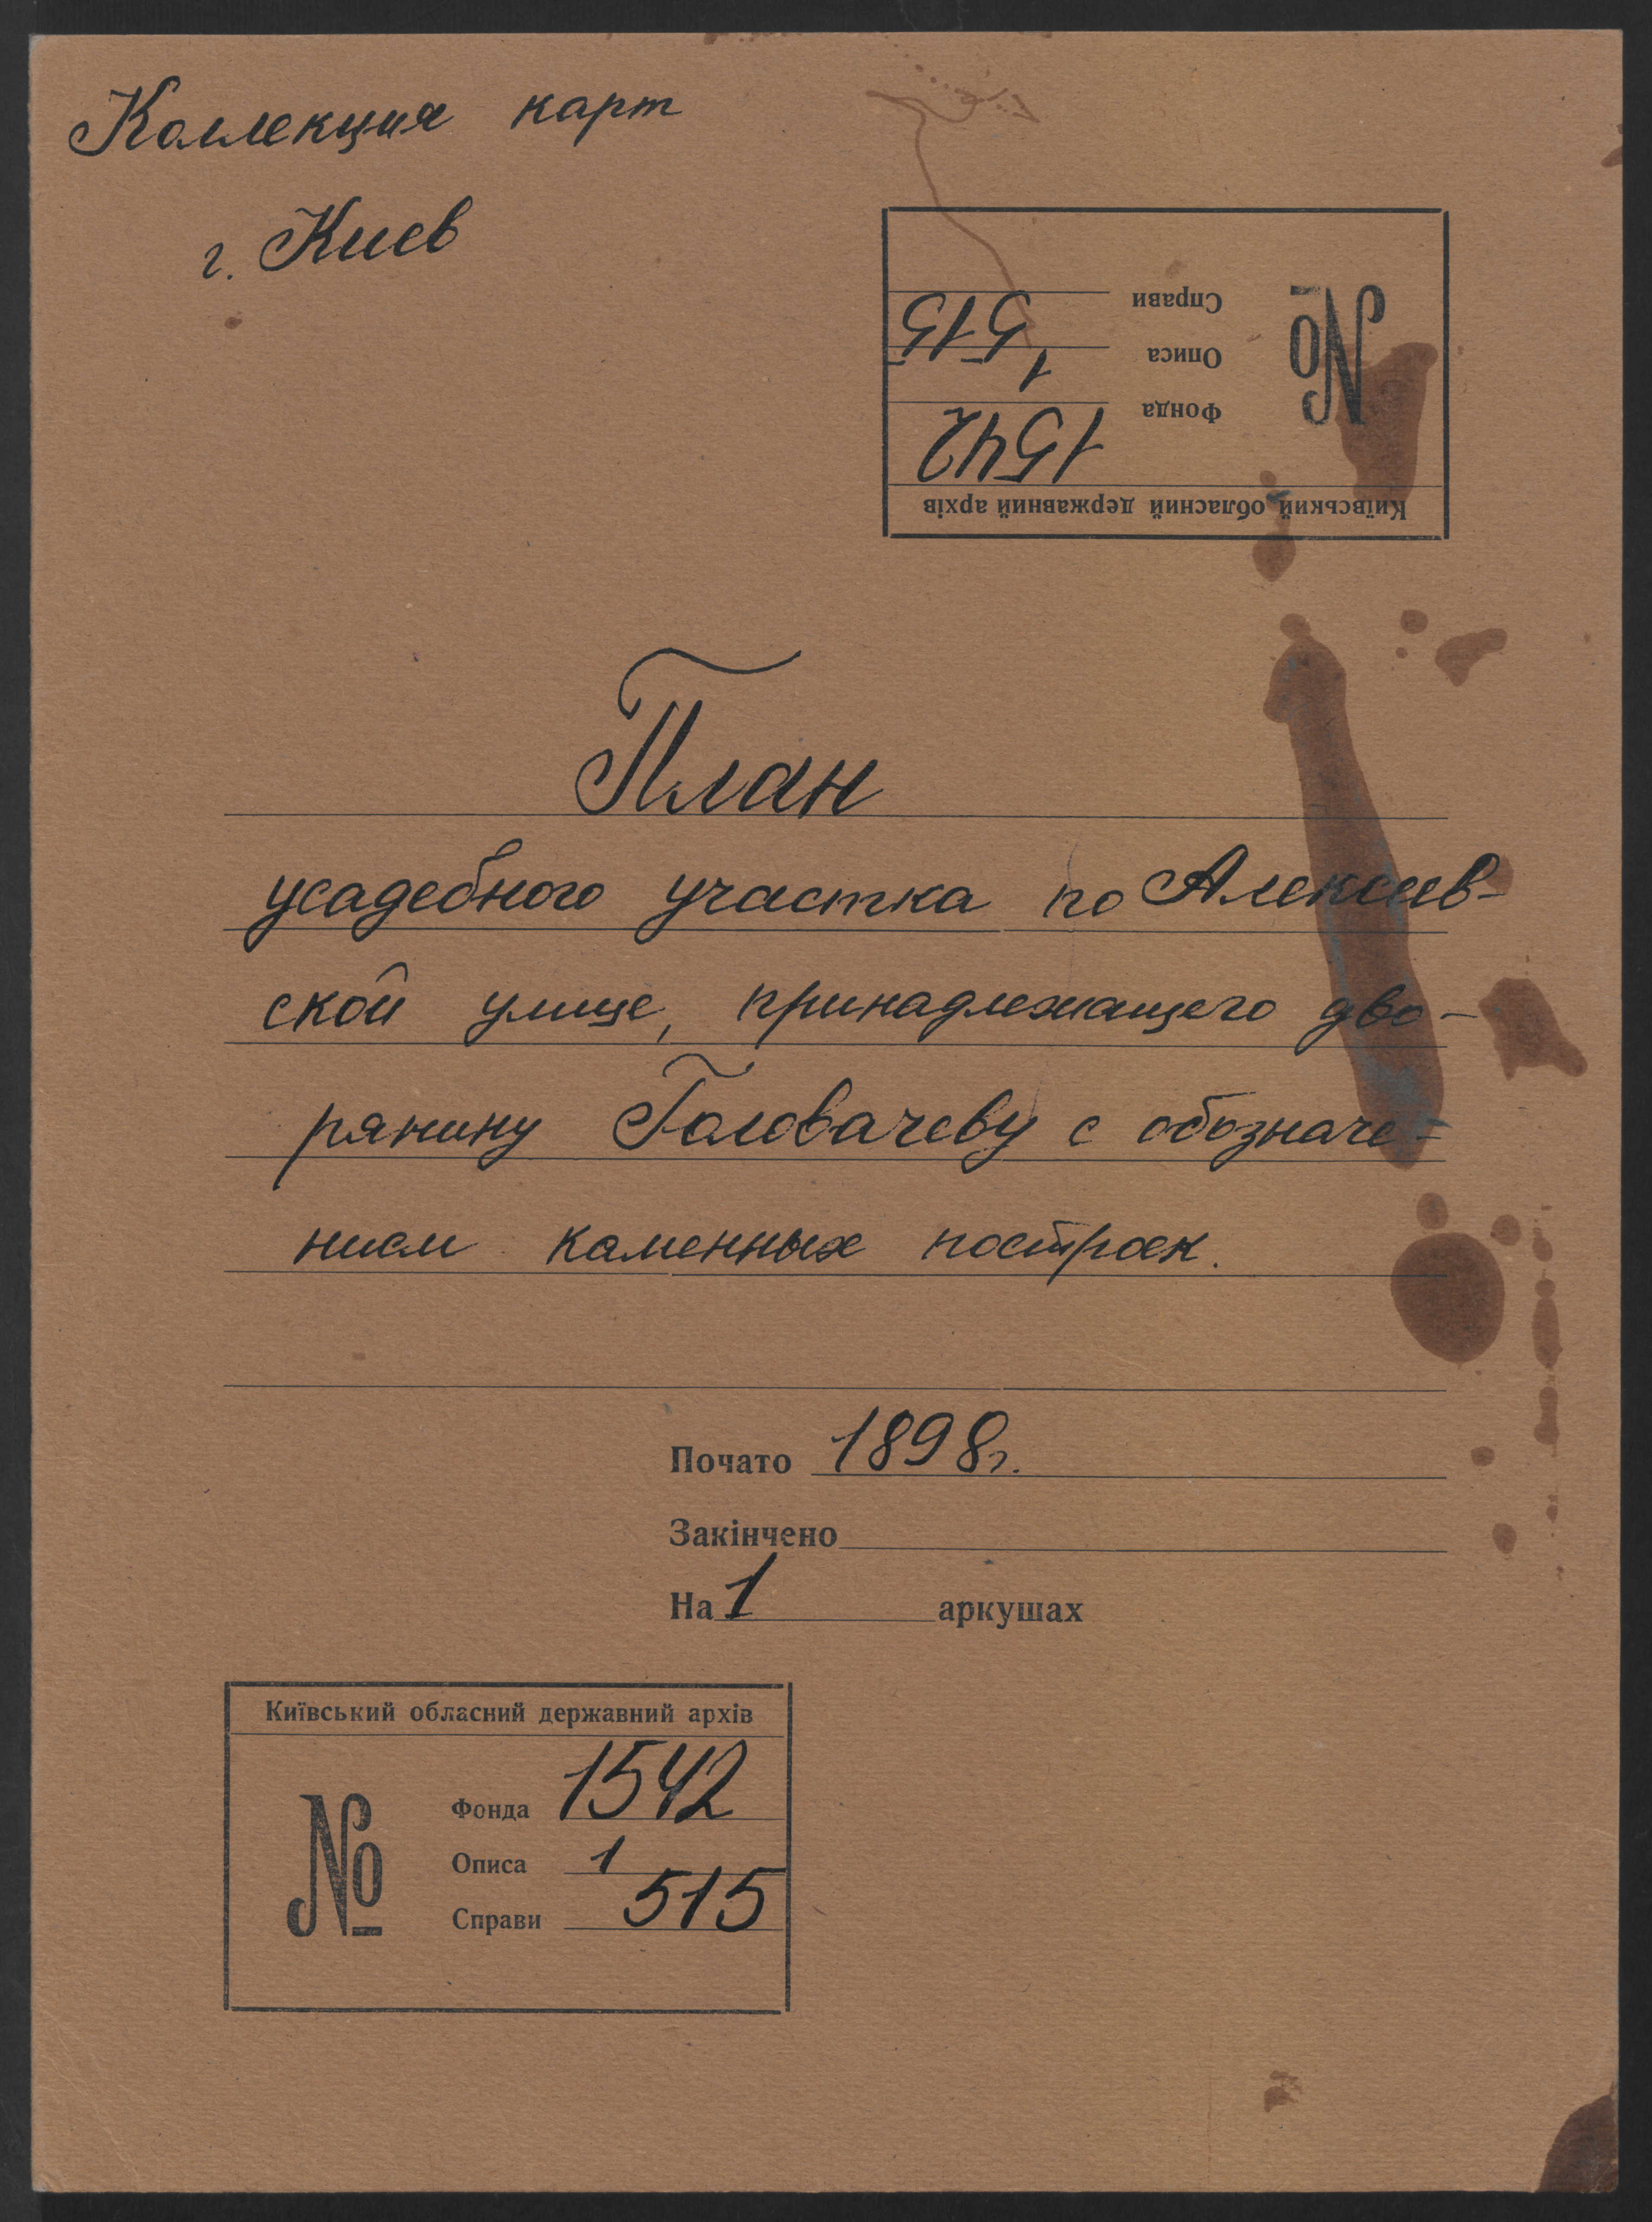 Коллекция карт
г. Киев
Київський обласний державний архів
№
Фонда 1542
Описа 1
Справи 515
План
усадебного участка по Алексеев-
ской улице, принадлежащего дво-
рянину Головачеву с обозначе-
нием каменных построек.
Почато 1898г.
Закінчено
На 1 аркушах
Київський обласний державний архів
№
Фонда 1542
Описа 1
Справи 515